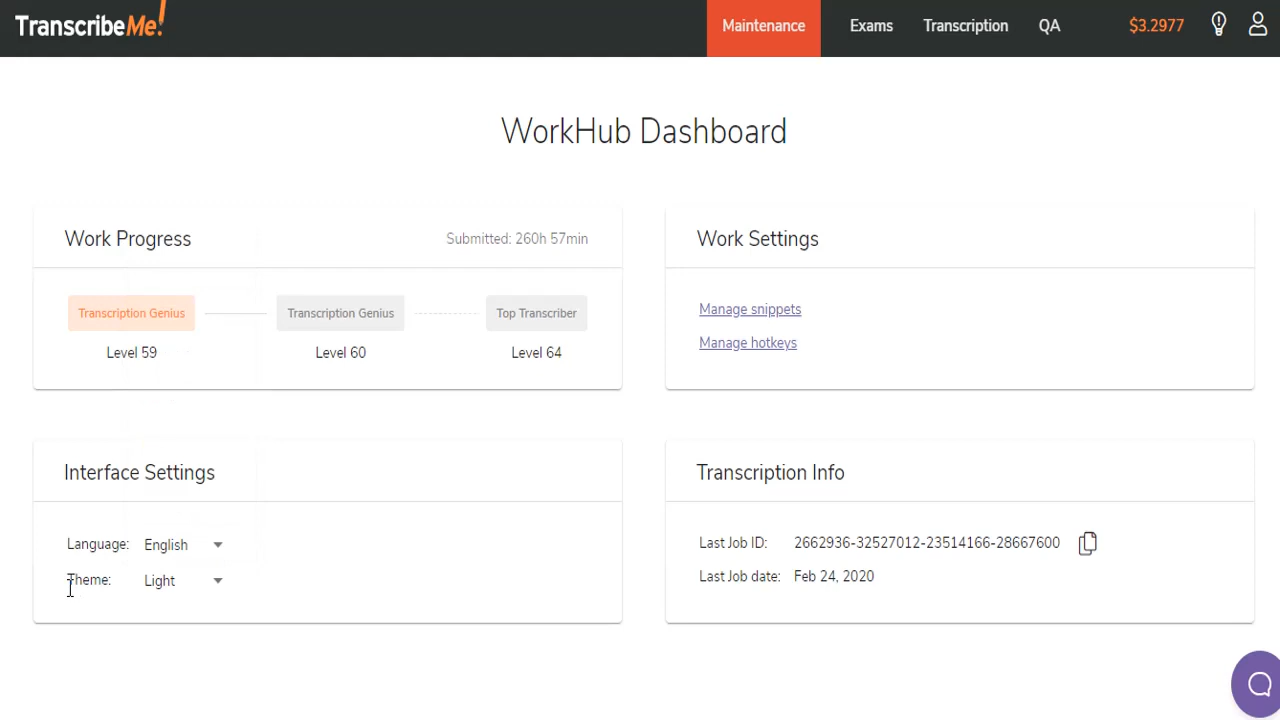 TranscribeMe!
Maintenance Exams Transcription QA $3.2977
WorkHub Dashboard
Work Progress Submitted: 260h 57min
Transcription Genius Transcription Genius Top Transcriber
Level 59 Level 60 Level 64
Work Settings
Manage snippets
Manage hotkeys
Interface Settings
Language: English
Theme: Light
Transcription Info
Last Job ID: 2662936-32527012-23514166-28667600
Last Job date: Feb 24, 2020